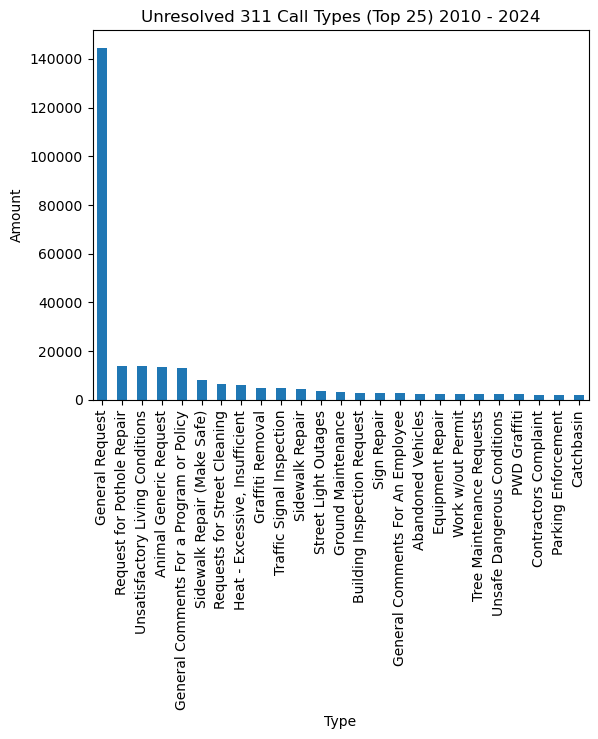 Unresolved 311 Call Types (Top 25) 2010 - 2024
Amount
140000
120000
100000
80000
60000
40000
20000
0
General Request
Request for Pothole Repair
Unsatisfactory Living Conditions
Animal Generic Request
General Comments For a Program or Policy
Sidewalk Repair (Make Safe)
Requests for Street Cleaning
Heat - Excessive, Insufficient
Graffiti Removal
Traffic Signal Inspection
Sidewalk Repair
Street Light Outages
Ground Maintenance
Building Inspection Request
Sign Repair
General Comments For An Employee
Abandoned Vehicles
Equipment Repair
Work w/out Permit
Tree Maintenance Requests
Unsafe Dangerous Conditions
PWD Graffiti
Contractors Complaint
Parking Enforcement
Catchbasin
Type